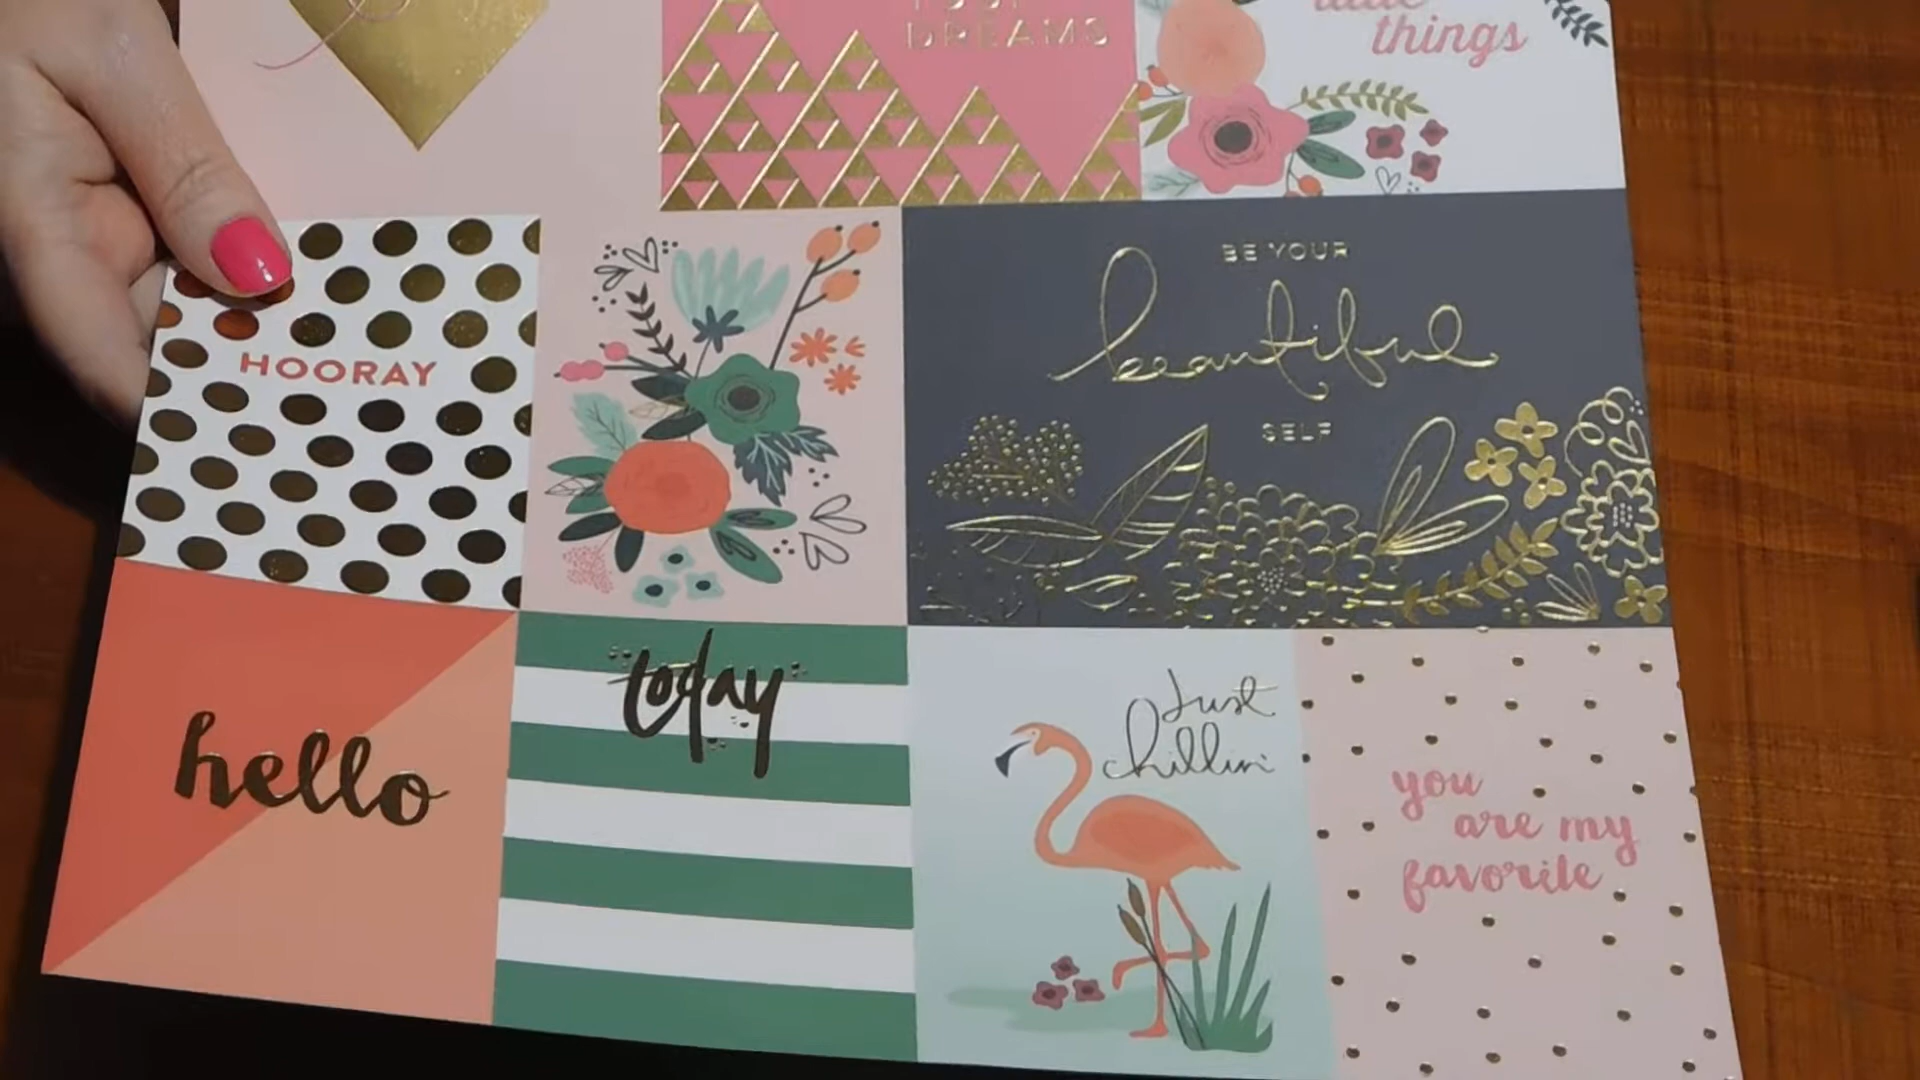 DREAMS
things
HOORAY
BE YOUR
beautiful
SELF
hello
today
Just
chillin'
you
are my
favorite